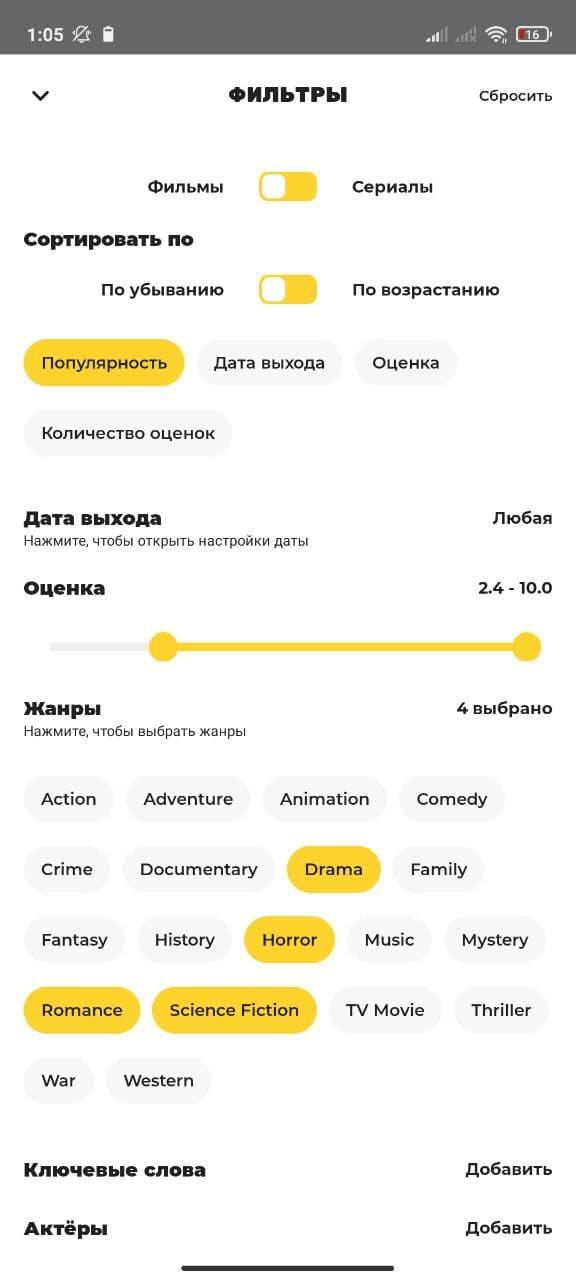 1:05 16
ФИЛЬТРЫ Сбросить
Фильмы Сериалы
Сортировать по
По убыванию По возрастанию
Популярность Дата выхода Оценка
Количество оценок
Дата выхода Любая
Нажмите, чтобы открыть настройки даты
Оценка 2.4 - 10.0
Жанры 4 выбрано
Нажмите, чтобы выбрать жанры
Action Adventure Animation Comedy
Crime Documentary Drama Family
Fantasy History Horror Music Mystery
Romance Science Fiction TV Movie Thriller
War Western
Ключевые слова Добавить
Актёры Добавить